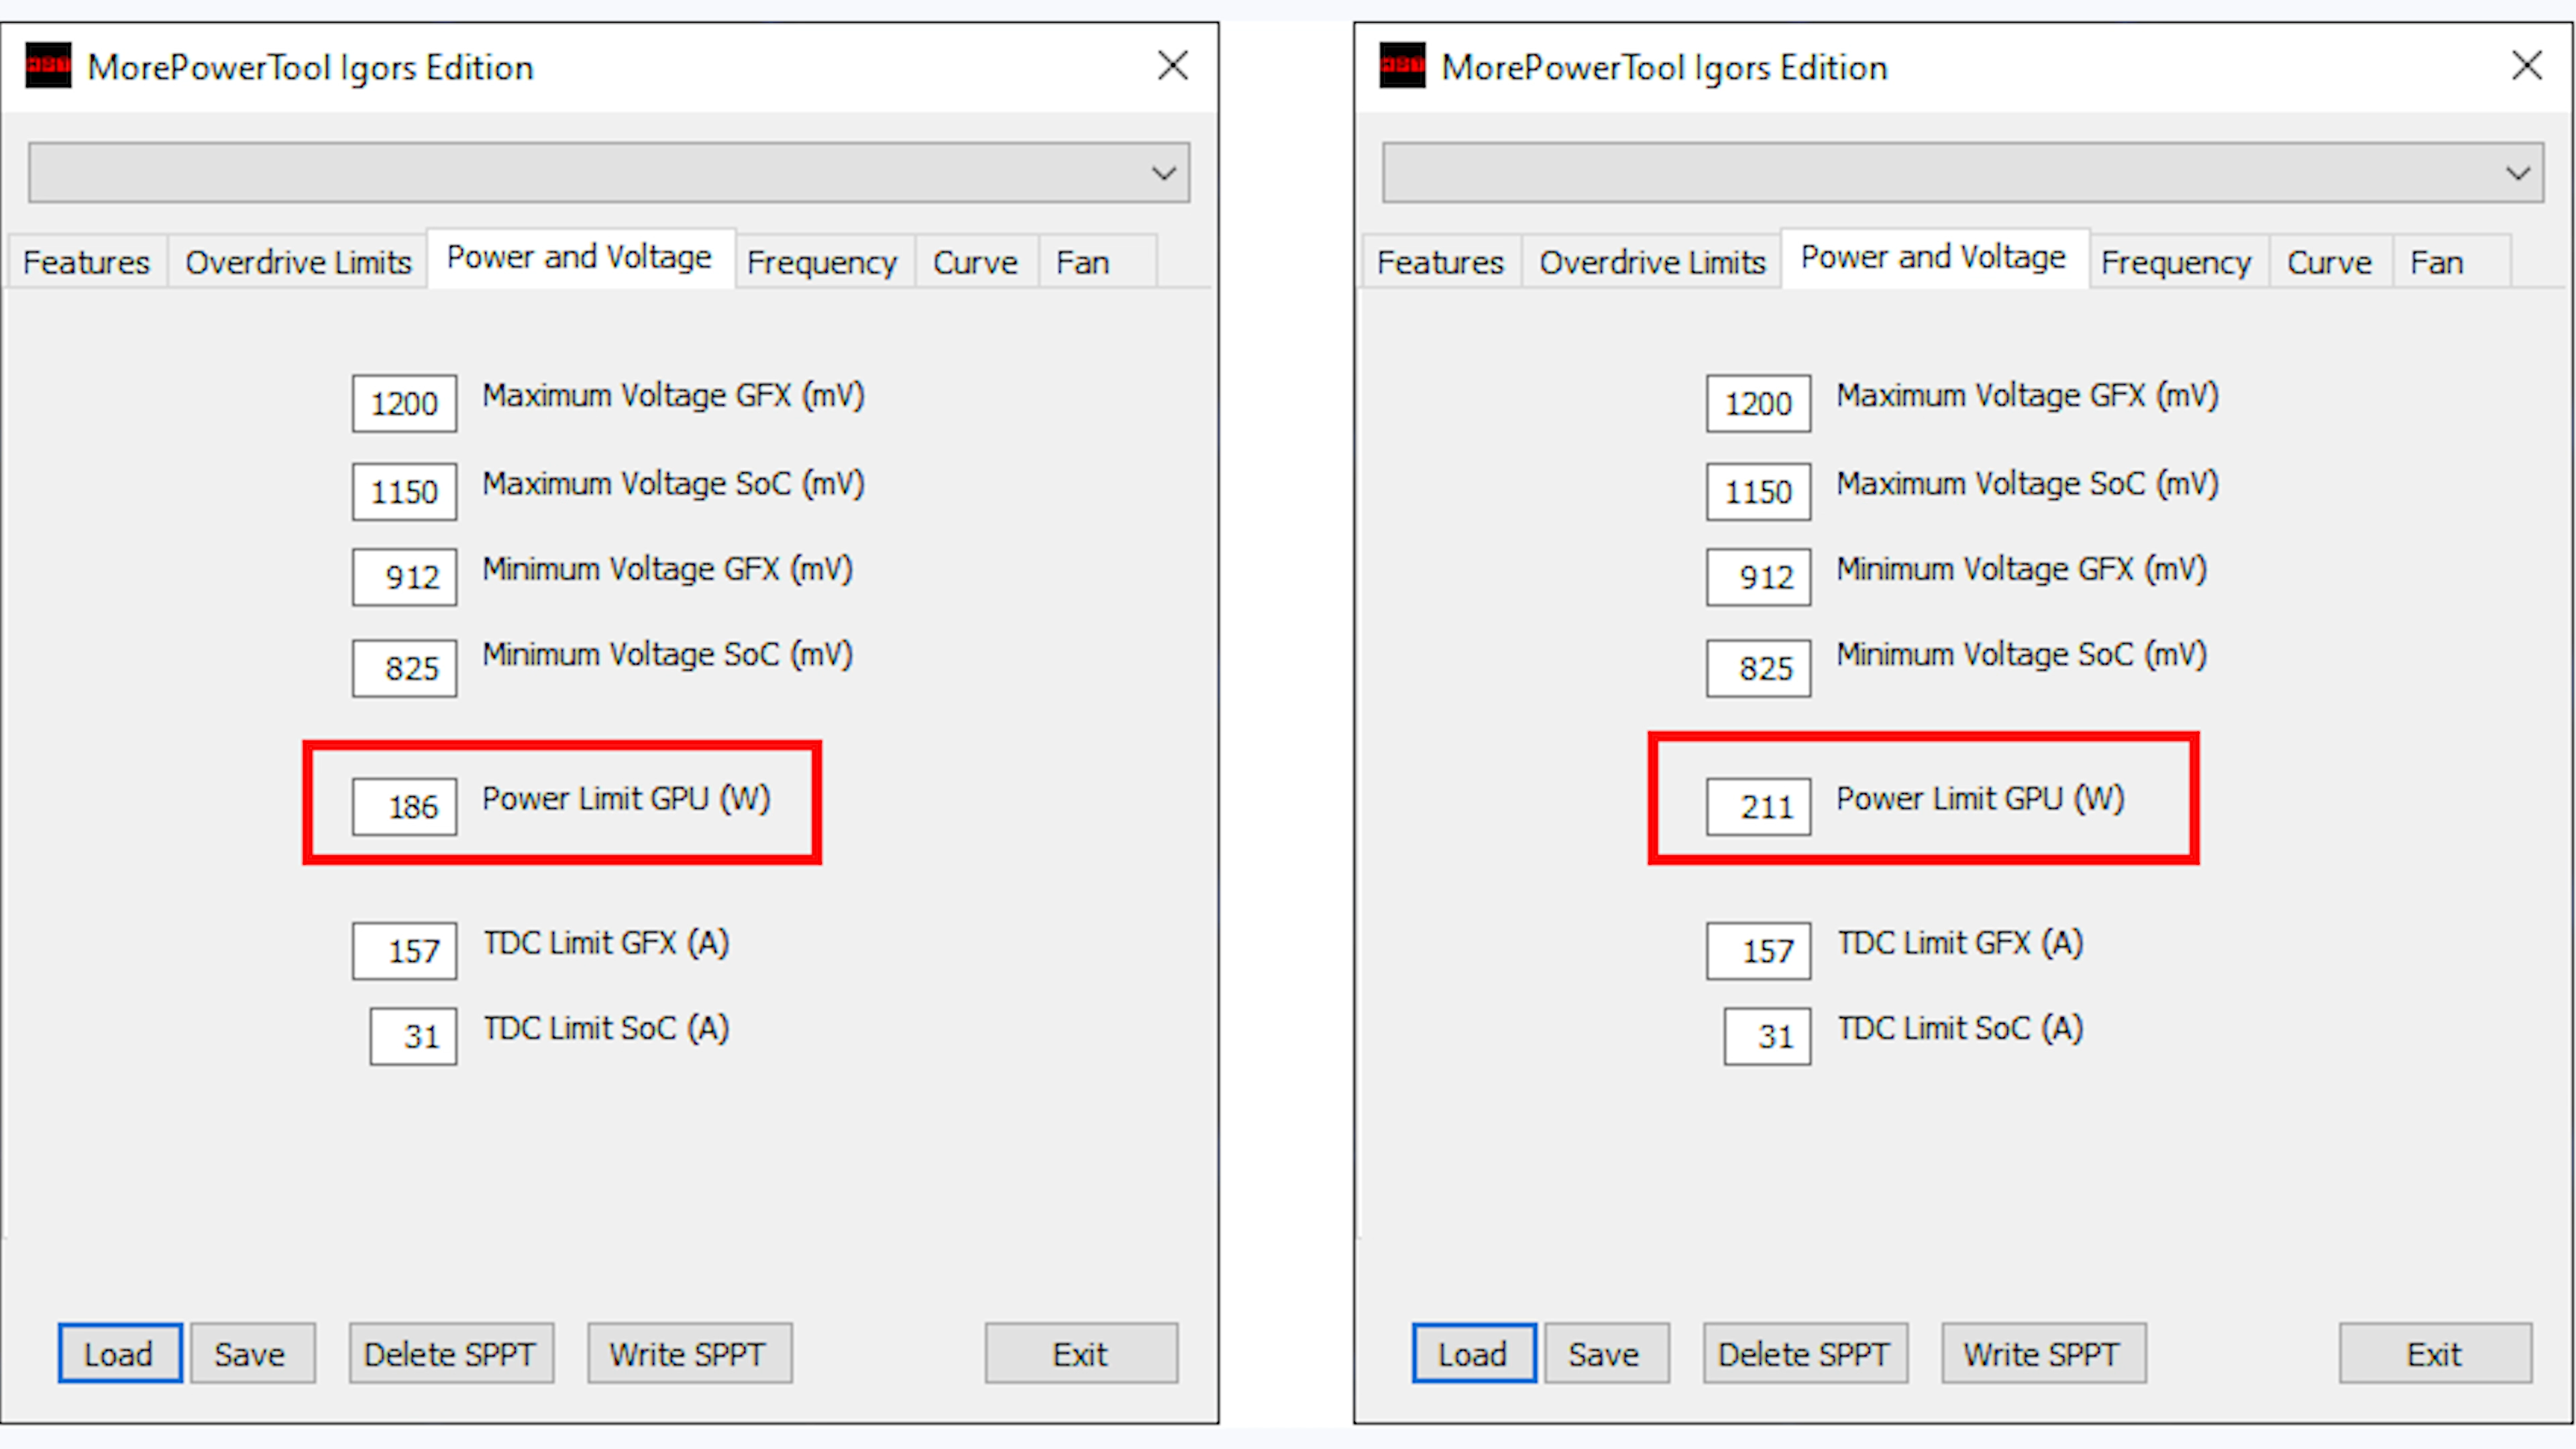 MorePowerTool Igors Edition
Features Overdrive Limits Power and Voltage Frequency Curve Fan
1200 Maximum Voltage GFX (mV)
1150 Maximum Voltage SoC (mV)
912 Minimum Voltage GFX (mV)
825 Minimum Voltage SoC (mV)
186 Power Limit GPU (W)
157 TDC Limit GFX (A)
31 TDC Limit SoC (A)
Load Save Delete SPPT Write SPPT Exit
MorePowerTool Igors Edition
Features Overdrive Limits Power and Voltage Frequency Curve Fan
1200 Maximum Voltage GFX (mV)
1150 Maximum Voltage SoC (mV)
912 Minimum Voltage GFX (mV)
825 Minimum Voltage SoC (mV)
211 Power Limit GPU (W)
157 TDC Limit GFX (A)
31 TDC Limit SoC (A)
Load Save Delete SPPT Write SPPT Exit